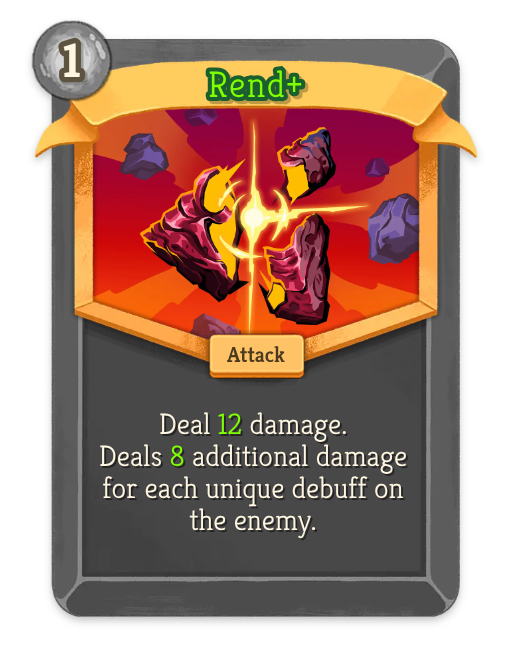 1
Rend+
Attack
Deal 12 damage.
Deals 8 additional damage
for each unique debuff on
the enemy.